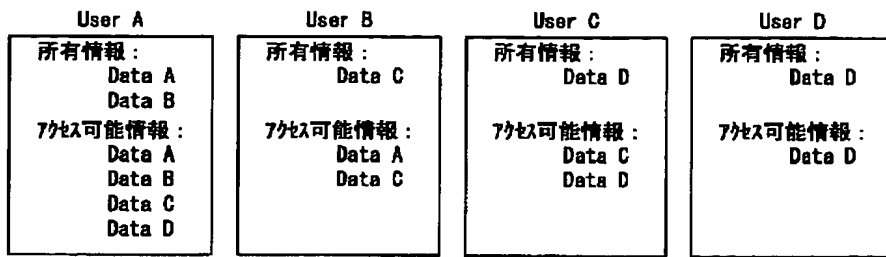 User A
所有情報：
Data A
Data B
ｱｸｾｽ可能情報：
Data A
Data B
Data C
Data D
User B
所有情報：
Data C
ｱｸｾｽ可能情報：
Data A
Data C
User C
所有情報：
Data D
ｱｸｾｽ可能情報：
Data C
Data D
User D
所有情報：
Data D
ｱｸｾｽ可能情報：
Data D